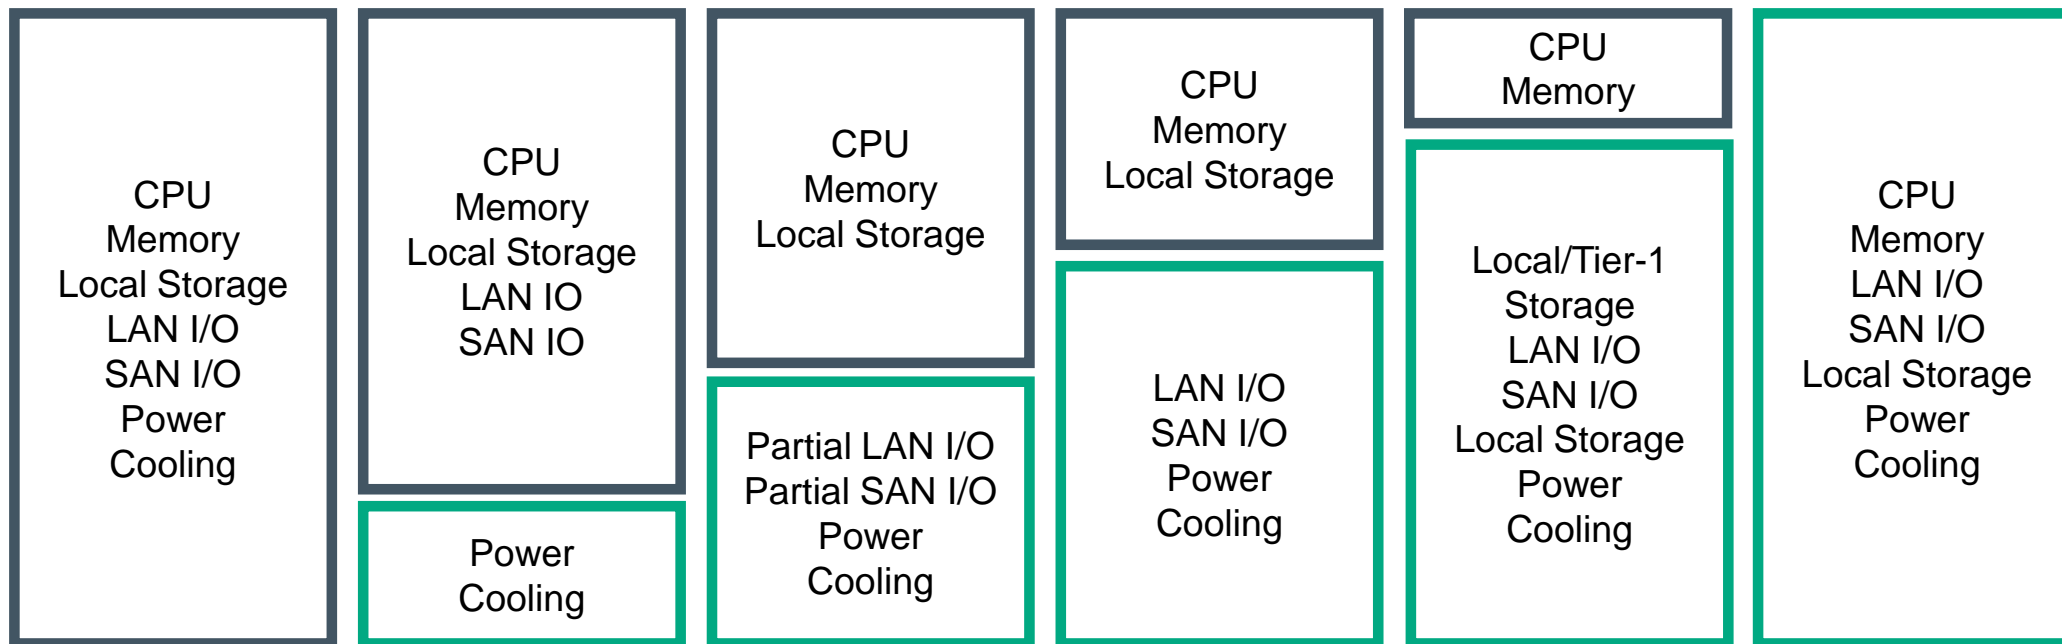 CPU
Memory
Local Storage
LAN I/O
SAN I/O
Power
Cooling
CPU
Memory
Local Storage
LAN IO
SAN IO
Power
Cooling
CPU
Memory
Local Storage
Partial LAN I/O
Partial SAN I/O
Power
Cooling
CPU
Memory
Local Storage
LAN I/O
SAN I/O
Power
Cooling
CPU
Memory
Local/Tier-1
Storage
LAN I/O
SAN I/O
Local Storage
Power
Cooling
CPU
Memory
LAN I/O
SAN I/O
Local Storage
Power
Cooling